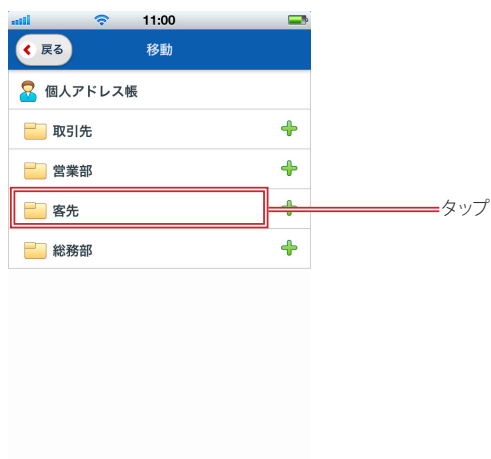 11:00
戻る
移動
個人アドレス帳
取引先
営業部
客先
タップ
総務部